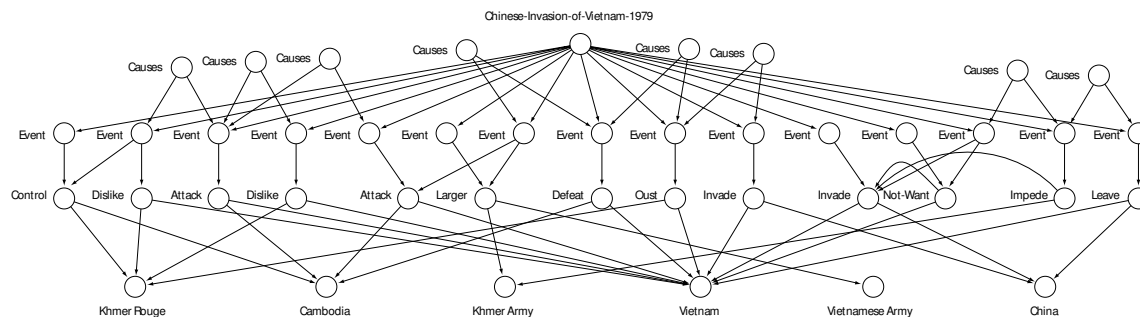 Chinese-Invasion-of-Vietnam-1979
Causes Causes Causes Causes Causes Causes Causes Causes
Event Event Event Event Event Event Event Event Event Event Event Event Event Event Event
Control Dislike Attack Dislike Attack Larger Defeat Oust Invade Invade Not-Want Impede Leave
Khmer Rouge Cambodia Khmer Army Vietnam Vietnamese Army China